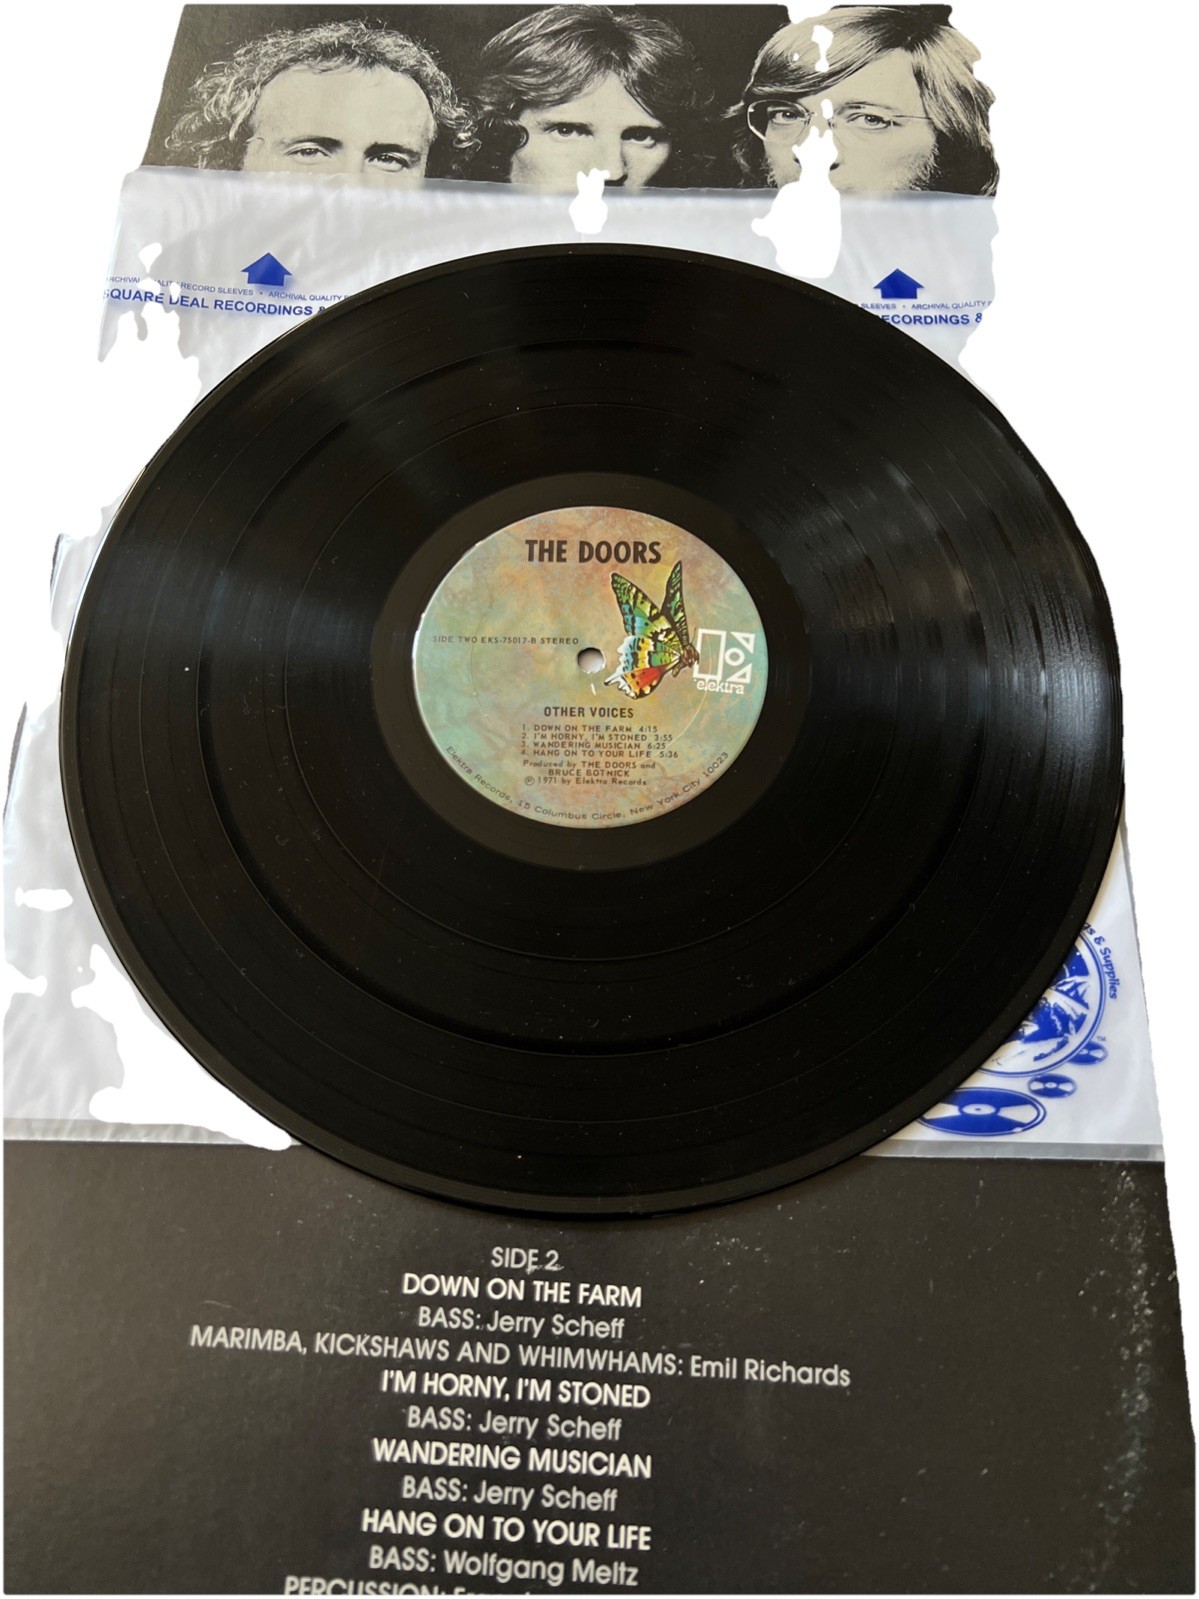 ARCHIVAL QUALITY RECORD SLEEVES • ARCHIVAL QUALITY
SQUARE DEAL RECORDINGS &
SLEEVES • ARCHIVAL QUALITY
RECORDINGS &
THE DOORS
SIDE TWO EKS-75017-B STEREO
elektra
OTHER VOICES
1. DOWN ON THE FARM 4:15
2. I'M HORNY, I'M STONED 3:55
3. WANDERING MUSICIAN 6:25
4. HANG ON TO YOUR LIFE 5:36
Produced by THE DOORS and
BRUCE BOTNICK
℗ 1971 by Elektra Records
Elektra Records, 15 Columbus Circle, New York City 10023
& Supplies
TM
SIDE 2
DOWN ON THE FARM
BASS: Jerry Scheff
MARIMBA, KICKSHAWS AND WHIMWHAMS: Emil Richards
I'M HORNY, I'M STONED
BASS: Jerry Scheff
WANDERING MUSICIAN
BASS: Jerry Scheff
HANG ON TO YOUR LIFE
BASS: Wolfgang Meltz
PERCUSSION: